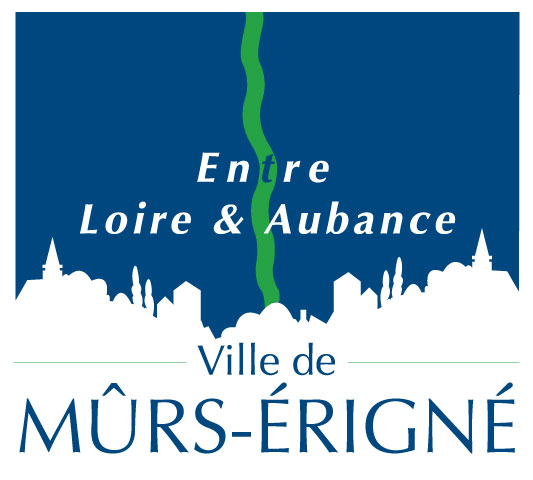 Entre
Loire & Aubance
Ville de
MÛRS-ÉRIGNÉ